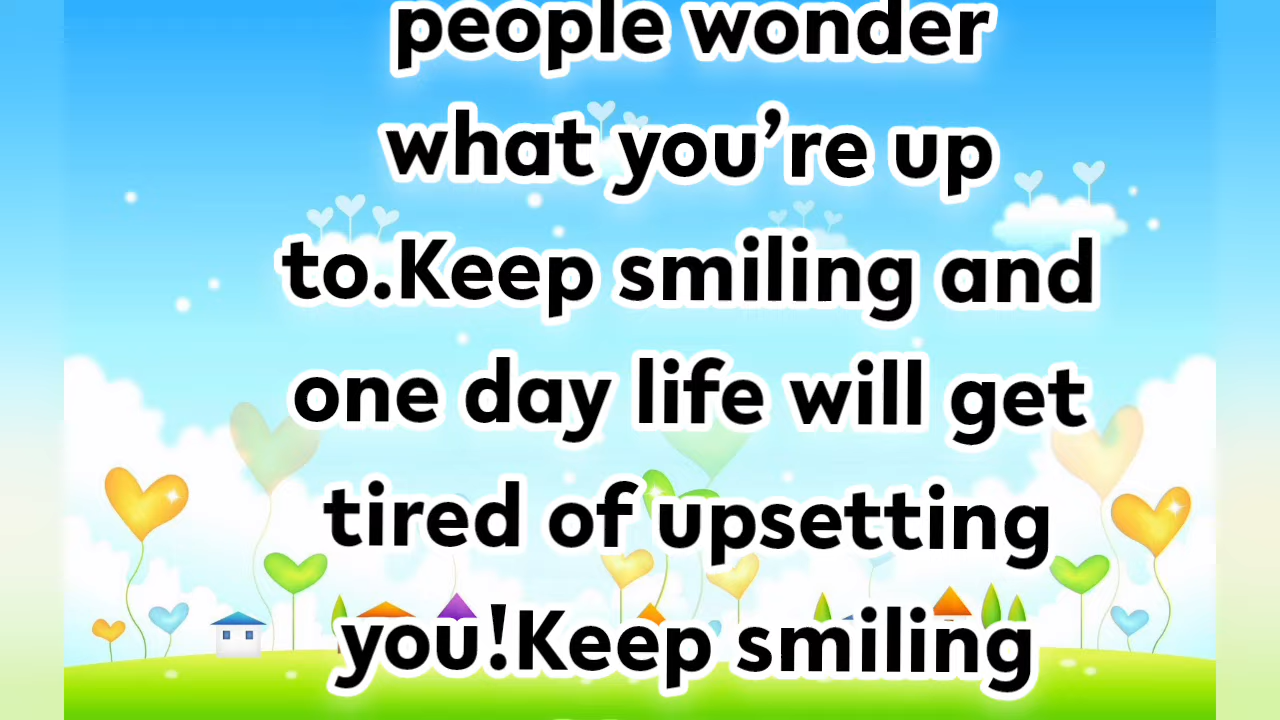 people wonder
what you’re up
to.Keep smiling and
one day life will get
tired of upsetting
you!Keep smiling